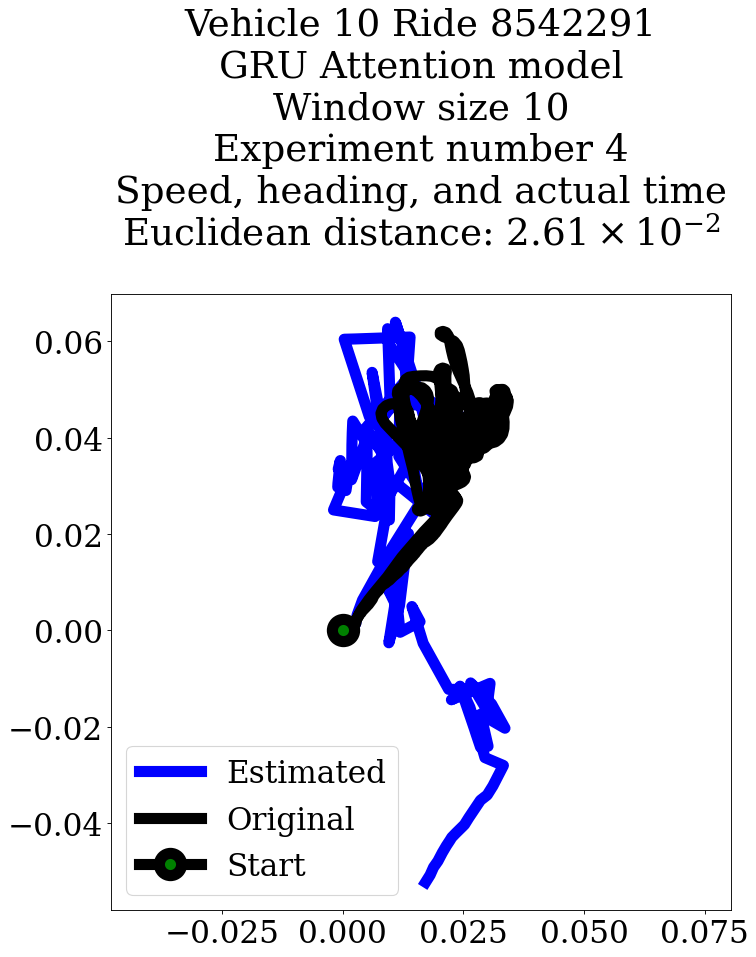 Vehicle 10 Ride 8542291
GRU Attention model
Window size 10
Experiment number 4
Speed, heading, and actual time
Euclidean distance: 2.61 × 10⁻²
0.06
0.04
0.02
0.00
−0.02
−0.04
Estimated
Original
Start
−0.025 0.000 0.025 0.050 0.075